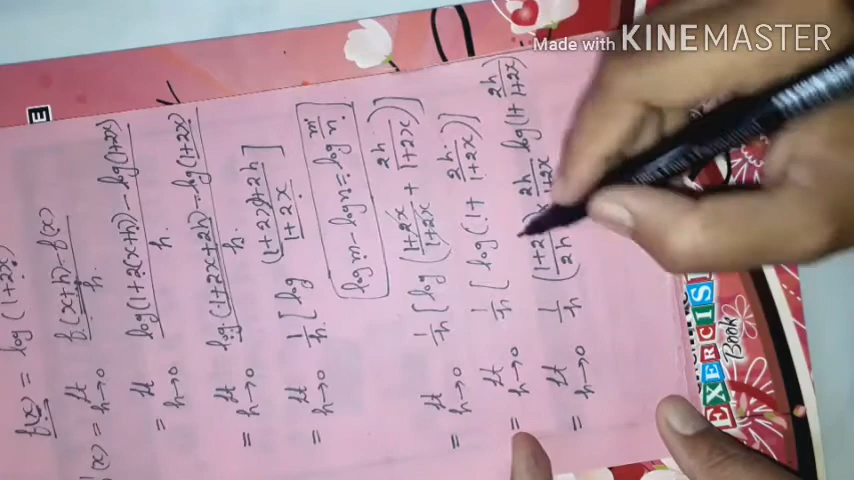 Made with KINEMASTER
E
f(x) = log (1+2x)
f'(x) = lt h→0 f(x+h)-f(x) / h
= lt h→0 log(1+2(x+h)) - log(1+2x) / h
= lt h→0 log(1+2x+2h) - log(1+2x) / h
= lt h→0 1/h [log (1+2x)+2h / 1+2x]
log m - log n = log m/n
= lt h→0 1/h [log (1+2x/1+2x + 2h/1+2x)]
= lt h→0 1/h [log (1+ 2h/1+2x)]
= lt h→0 1/h (1+2x/2h) x 2h/1+2x log (1+ 2h/1+2x)
EXERCIS
Book